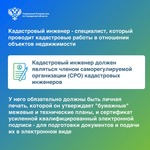 Кадастровый инженер - специалист, который
проводит кадастровые работы в отношении
объектов недвижимости
Кадастровый инженер должен
являться членом саморегулируемой
организации (СРО) кадастровых
инженеров
У него обязательно должны быть личная
печать, которой он утверждает "бумажные"
межевые и технические планы, и сертификат
усиленной квалифицированной электронной
подписи - для подготовки документов и подачи
их в электронном виде